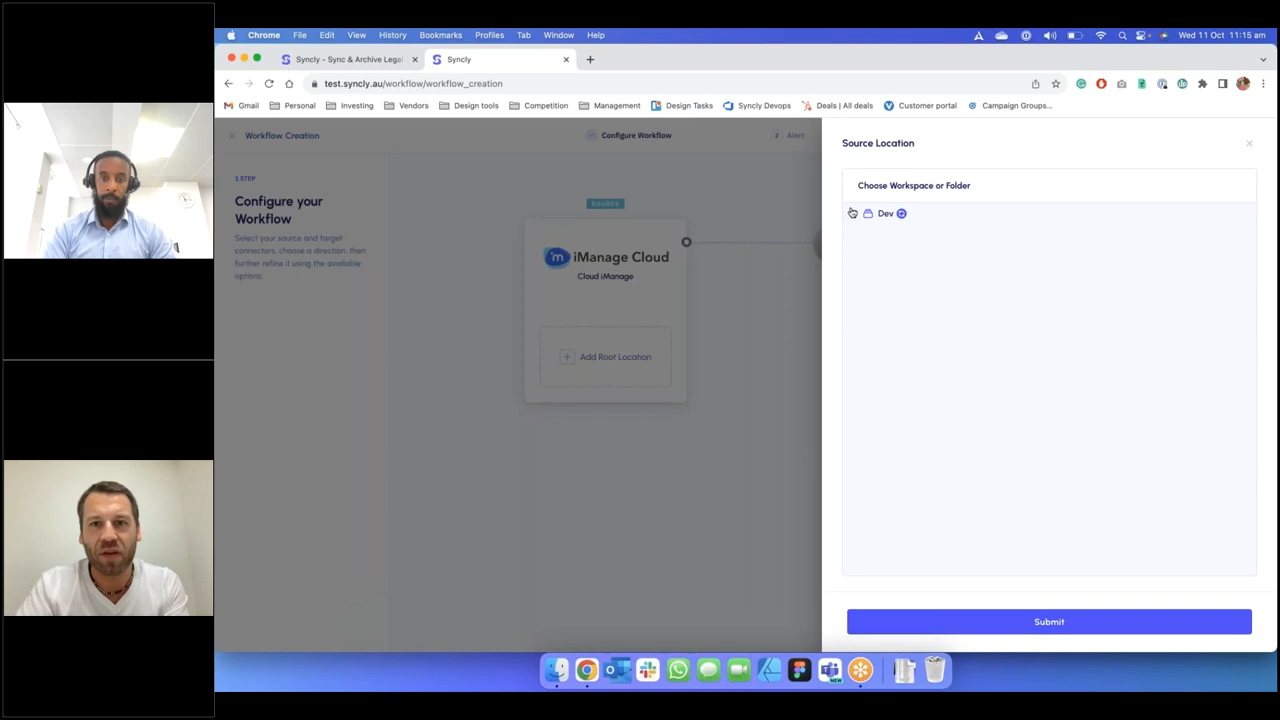 Chrome File Edit View History Bookmarks Profiles Tab Window Help
Wed 11 Oct 11:15 am
Syncly - Sync & Archive Legal
Syncly
test.syncly.au/workflow/workflow_creation
Gmail Personal Investing Vendors Design tools Competition Management Design Tasks Syncly Devops Deals | All deals Customer portal Campaign Groups...
Workflow Creation
Configure Workflow
2 Alert
1 STEP
Configure your
Workflow
Select your source and target
connectors, choose a direction, then
further refine it using the available
options.
SOURCE
iManage Cloud
Cloud iManage
Add Root Location
Source Location
Choose Workspace or Folder
Dev
Submit
NEW